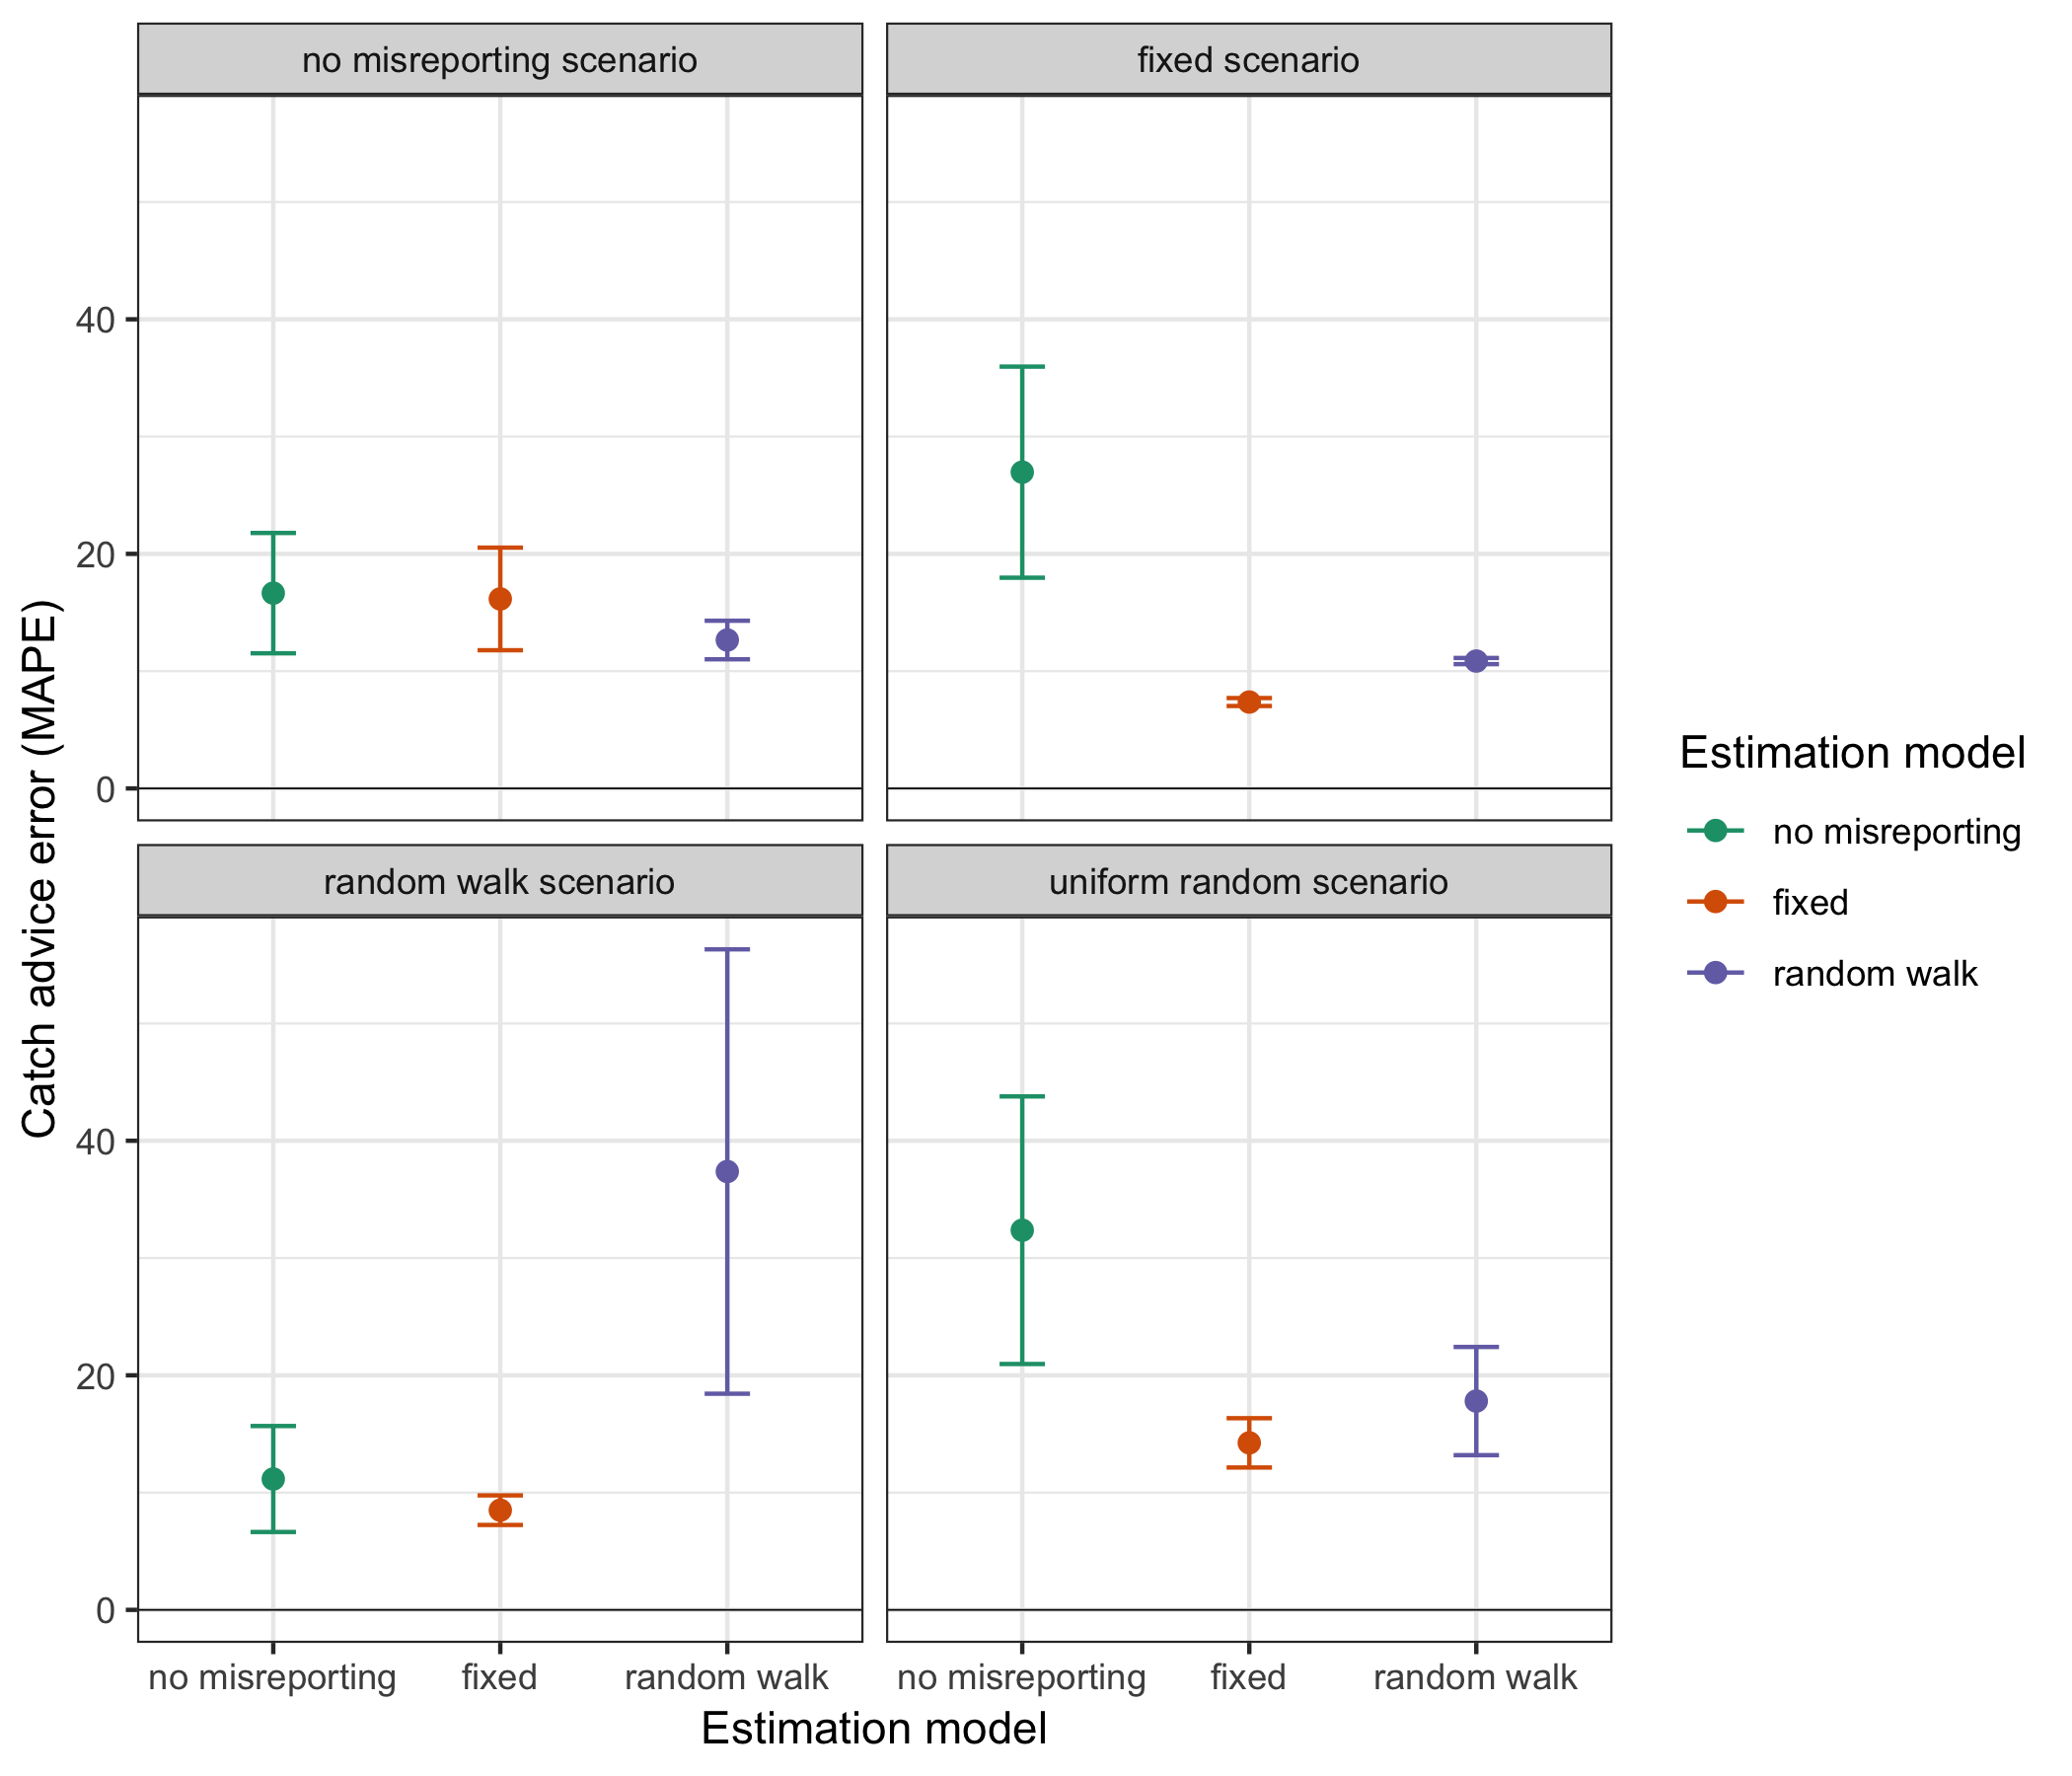 no misreporting scenario
fixed scenario
40
20
0
random walk scenario
uniform random scenario
40
20
0
no misreporting fixed random walk
no misreporting fixed random walk
Estimation model
Catch advice error (MAPE)
Estimation model
no misreporting
fixed
random walk